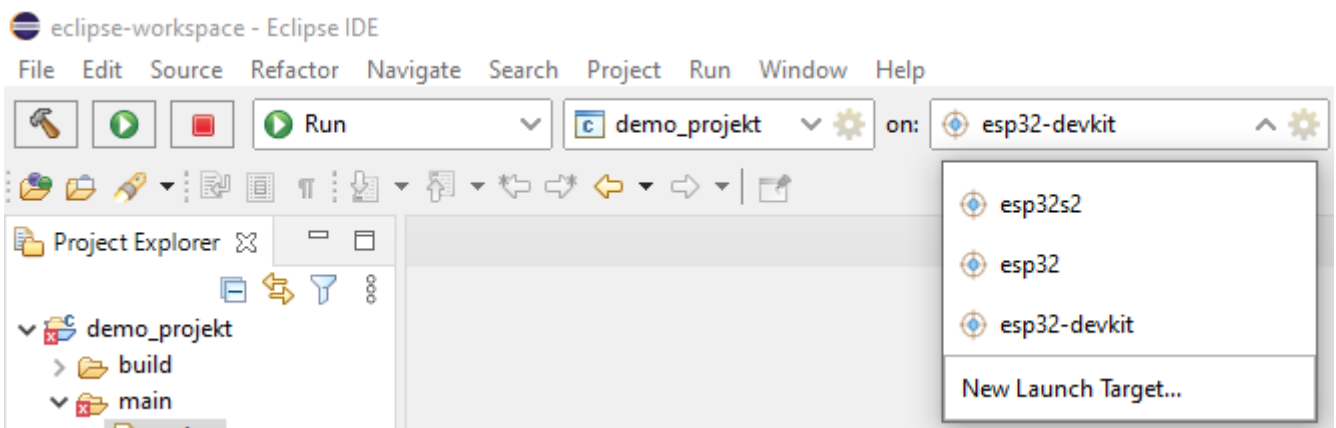 eclipse-workspace - Eclipse IDE
File Edit Source Refactor Navigate Search Project Run Window Help
Run demo_projekt on: esp32-devkit
Project Explorer
demo_projekt
build
main
esp32s2
esp32
esp32-devkit
New Launch Target...